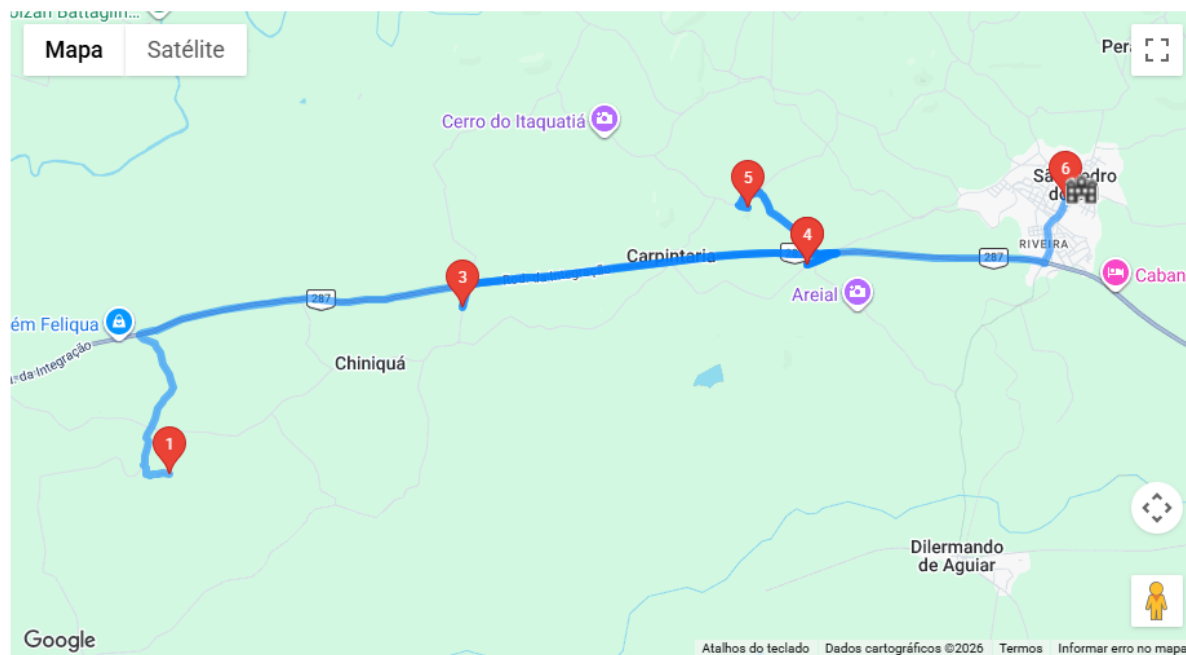 Mapa
Satélite
Cerro do Itaquatiá
5
6
RIVEIRA
4
287
Carpintaria
3
287
Areial
ém Feliqua
. da Integração
Chiniquá
1
Dilermando
de Aguiar
Google
Atalhos do teclado
Dados cartográficos ©2026
Termos
Informar erro no mapa
Caban